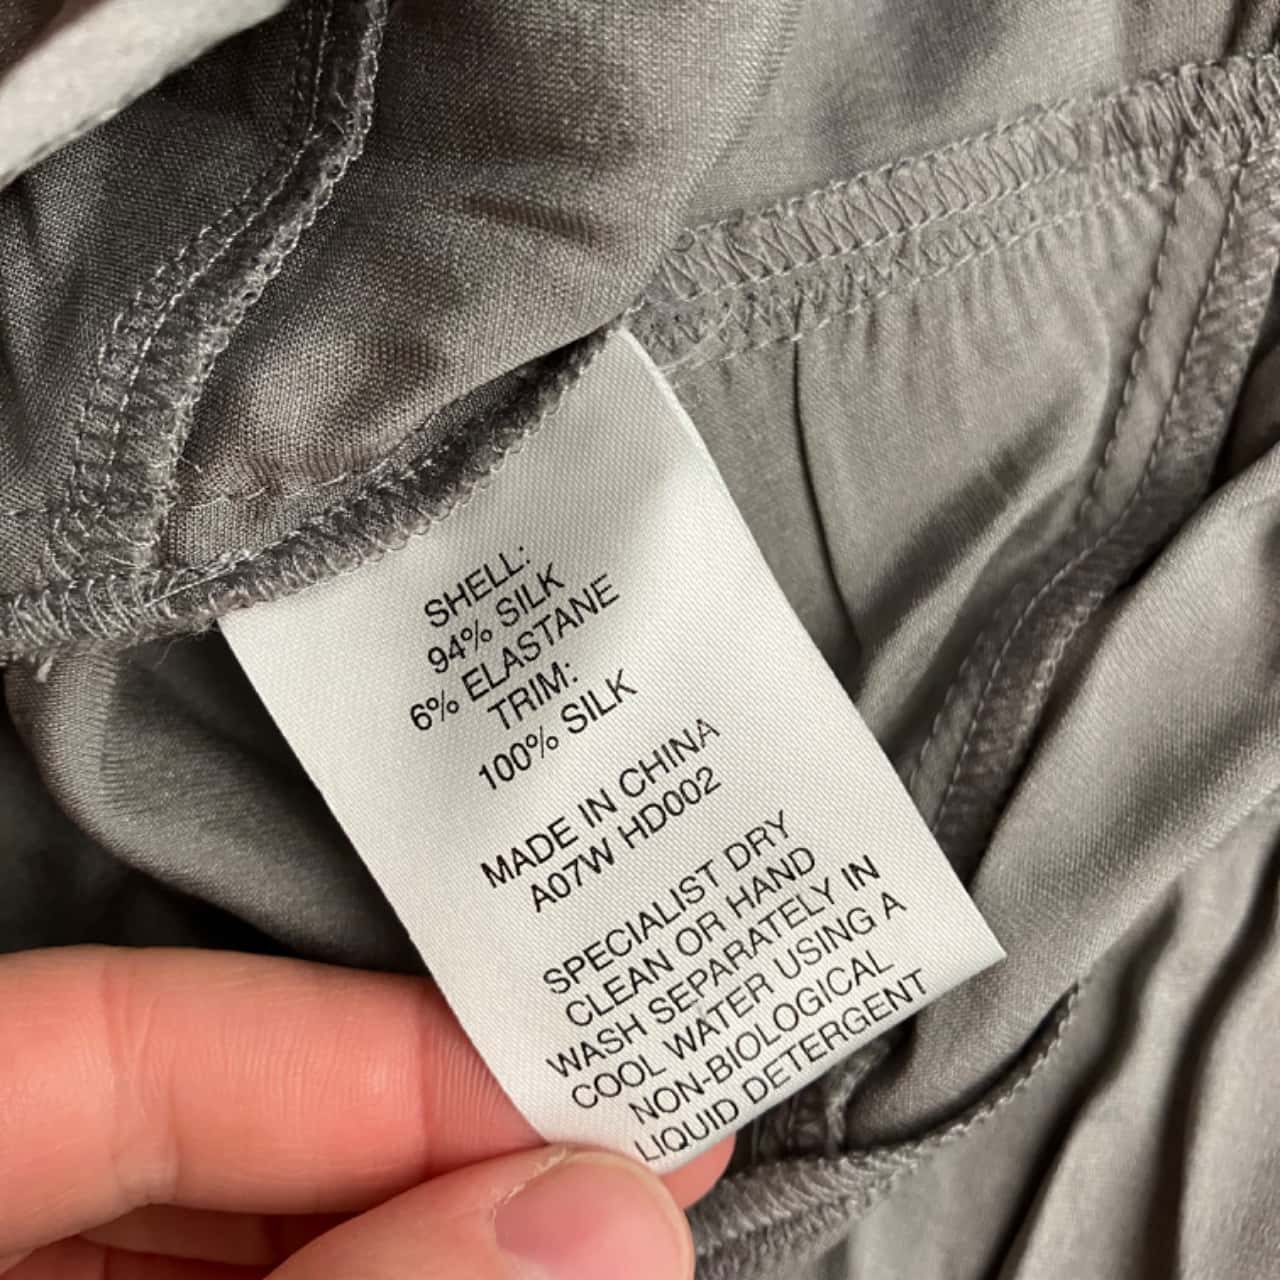 SHELL:
94% SILK
6% ELASTANE
TRIM:
100% SILK
MADE IN CHINA
A07W HD002
SPECIALIST DRY
CLEAN OR HAND
WASH SEPARATELY IN
COOL WATER USING A
NON-BIOLOGICAL
LIQUID DETERGENT